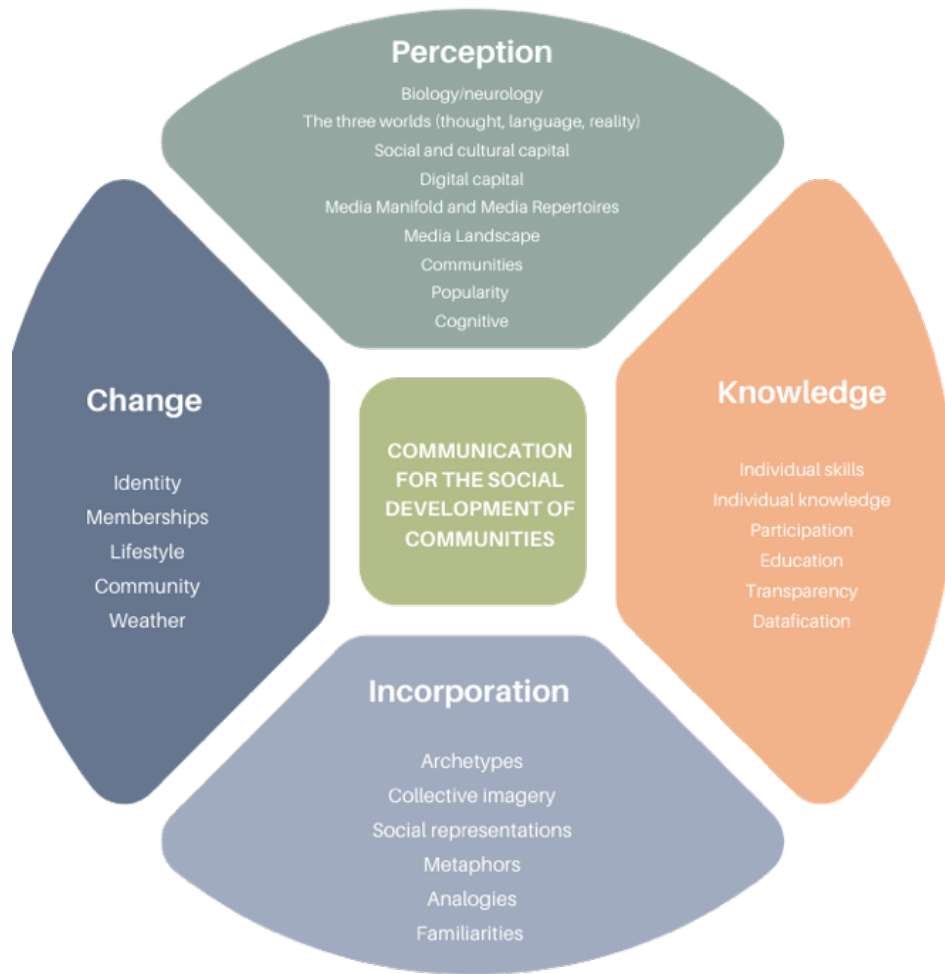 Perception
Biology/neurology
The three worlds (thought, language, reality)
Social and cultural capital
Digital capital
Media Manifold and Media Repertoires
Media Landscape
Communities
Popularity
Cognitive
Change
Identity
Memberships
Lifestyle
Community
Weather
COMMUNICATION
FOR THE SOCIAL
DEVELOPMENT OF
COMMUNITIES
Knowledge
Individual skills
Individual knowledge
Participation
Education
Transparency
Datafication
Incorporation
Archetypes
Collective imagery
Social representations
Metaphors
Analogies
Familiarities